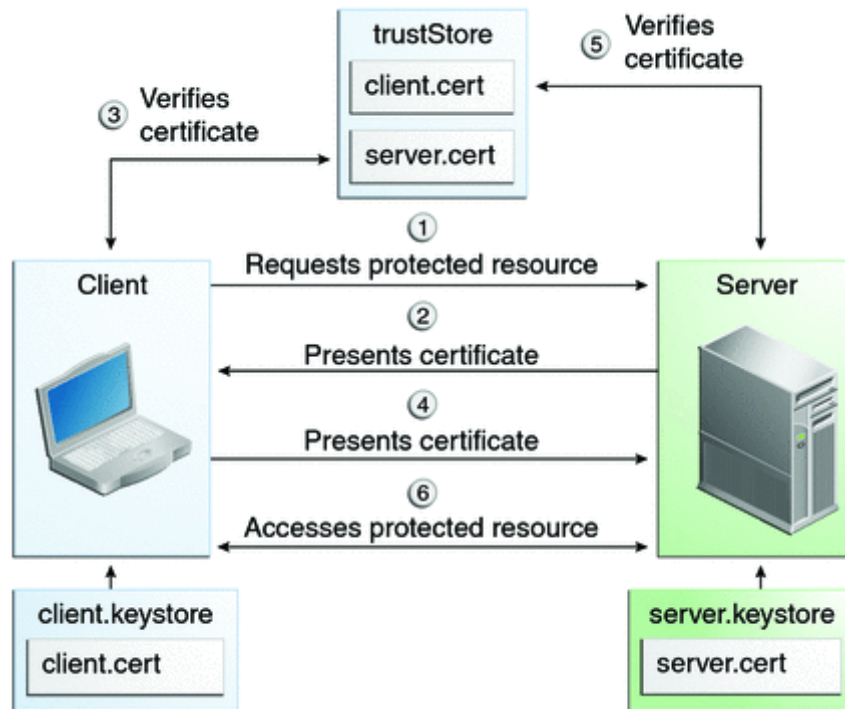 trustStore
client.cert
server.cert
③ Verifies
certificate
⑤ Verifies
certificate
①
Requests protected resource
Client
Server
②
Presents certificate
④
Presents certificate
⑥
Accesses protected resource
client.keystore
client.cert
server.keystore
server.cert